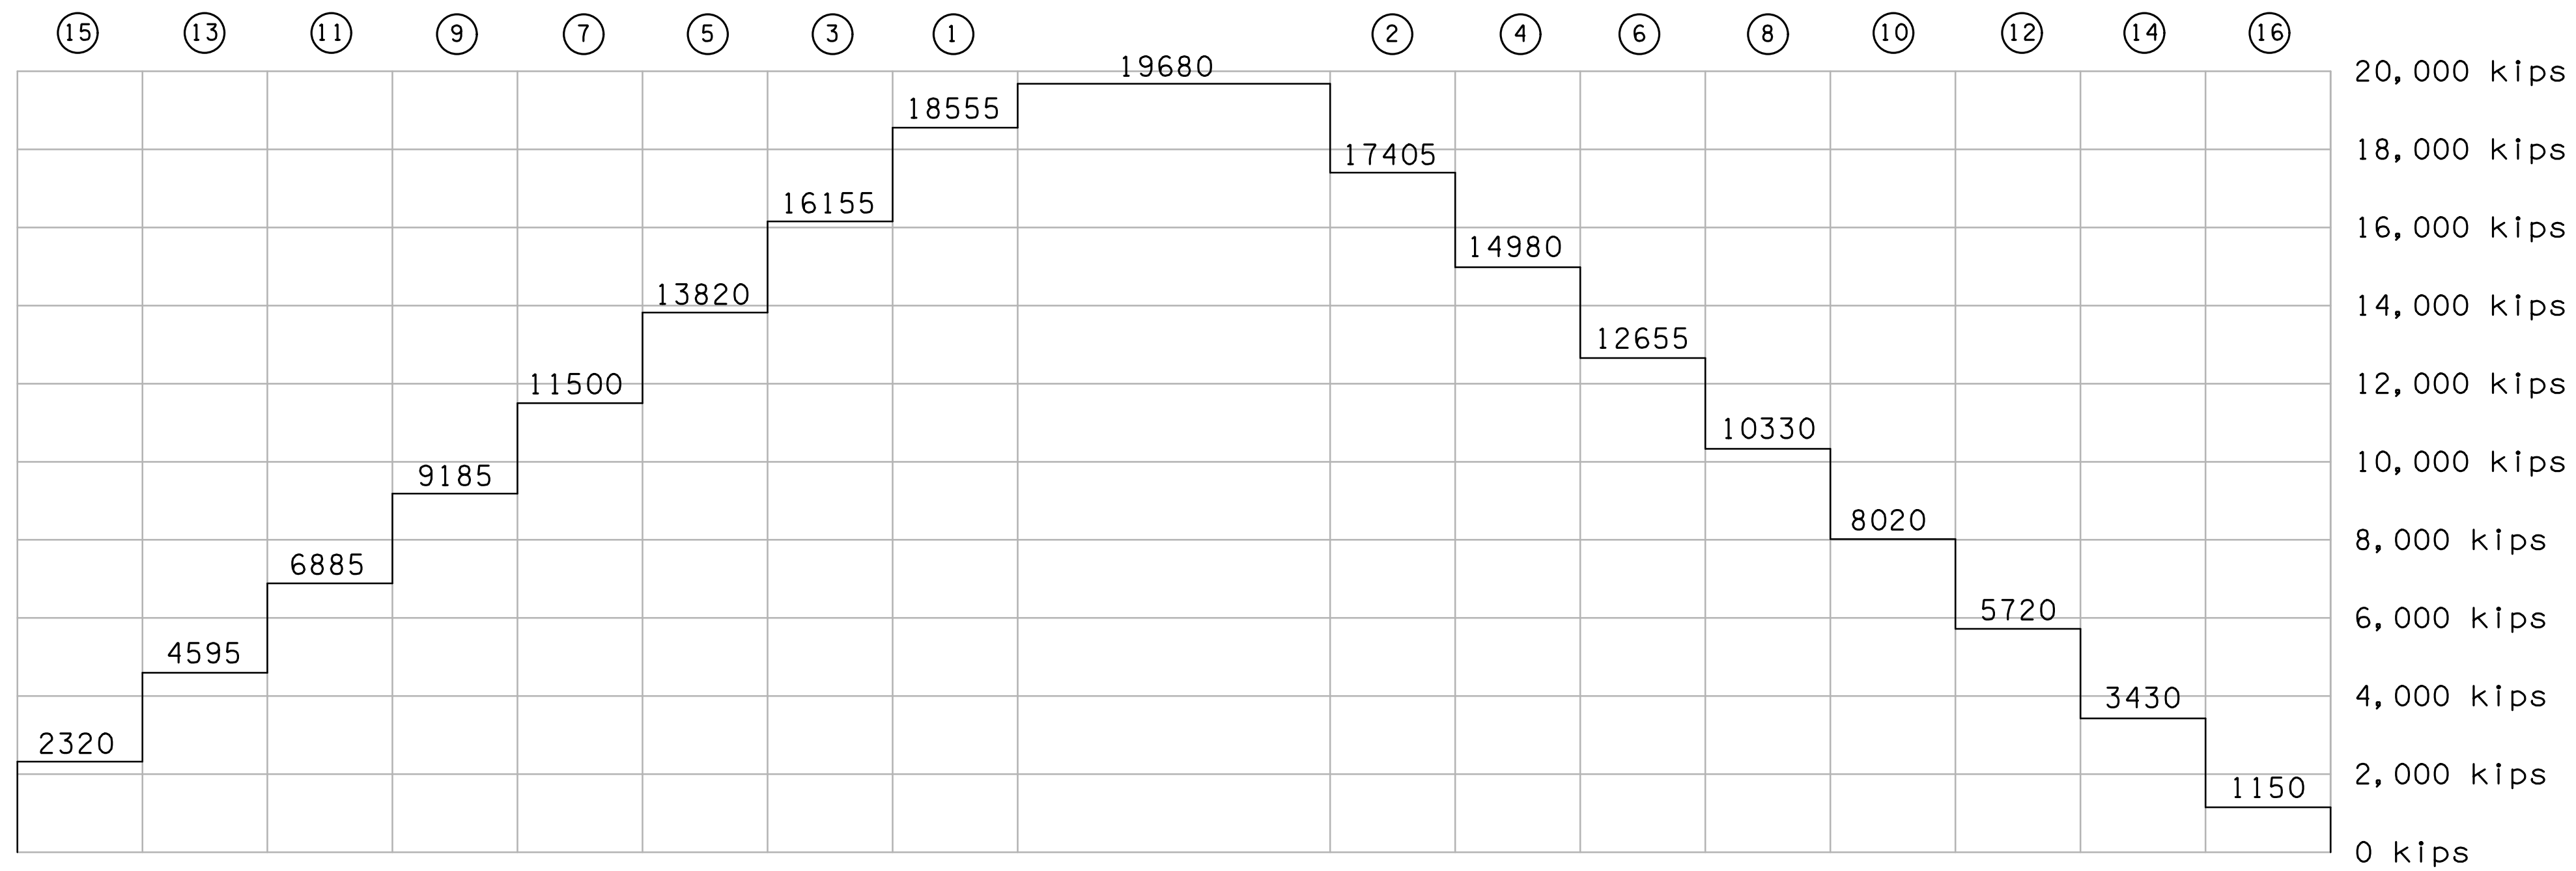 15 13 11 9 7 5 3 1 2 4 6 8 10 12 14 16
19680
20,000 kips
18555
17405
18,000 kips
16155
16,000 kips
14980
13820
14,000 kips
12655
11500
12,000 kips
10330
9185
10,000 kips
8020
8,000 kips
6885
5720
6,000 kips
4595
3430
4,000 kips
2320
2,000 kips
1150
0 kips